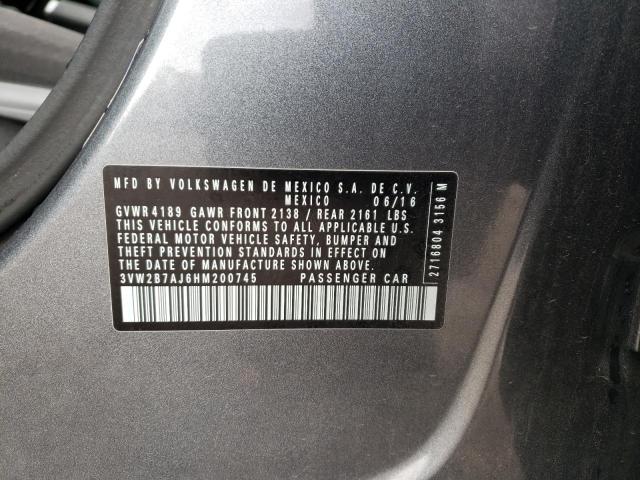 MFD BY VOLKSWAGEN DE MEXICO S.A. DE C.V.
MEXICO 06/16
GVWR 4189 GAWR FRONT 2138 / REAR 2161 LBS
THIS VEHICLE CONFORMS TO ALL APPLICABLE U.S.
FEDERAL MOTOR VEHICLE SAFETY, BUMPER AND
THEFT PREVENTION STANDARDS IN EFFECT ON
THE DATE OF MANUFACTURE SHOWN ABOVE.
3VW2B7AJ6HM200745 PASSENGER CAR
2716804 3156 M